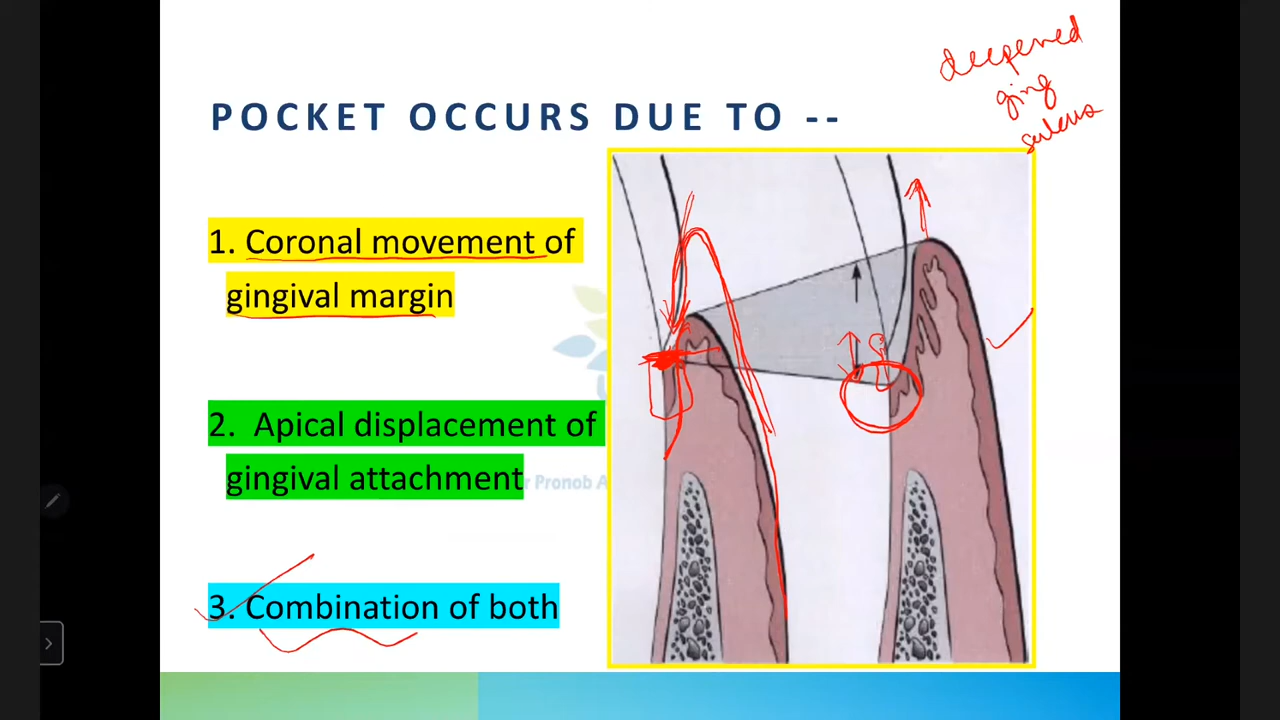 deepened
ging
sulcus
POCKET OCCURS DUE TO --
1. Coronal movement of
gingival margin
2. Apical displacement of
gingival attachment
r Pronob A
3. Combination of both